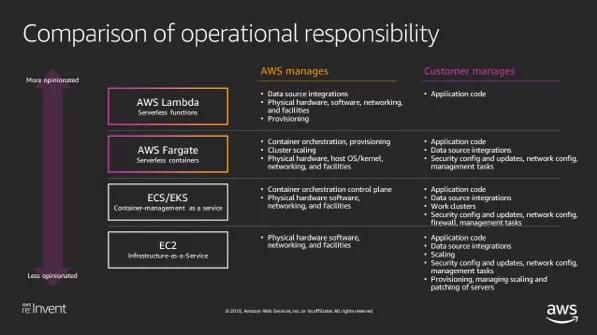 Comparison of operational responsibility
AWS manages
Customer manages
More opinionated
AWS Lambda
Serverless functions
• Data source integrations
• Physical hardware, software, networking,
and facilities
• Provisioning
• Application code
AWS Fargate
Serverless containers
• Container orchestration, provisioning
• Cluster scaling
• Physical hardware, host OS/kernel,
networking, and facilities
• Application code
• Data source integrations
• Security config and updates, network config,
management tasks
ECS/EKS
Container-management as a service
• Container orchestration control plane
• Physical hardware software,
networking, and facilities
• Application code
• Data source integrations
• Work clusters
• Security config and updates, network config,
firewall, management tasks
EC2
Infrastructure-as-a-Service
• Physical hardware software,
networking, and facilities
• Application code
• Data source integrations
• Scaling
• Security config and updates, network config,
management tasks
• Provisioning, managing scaling and
patching of servers
Less opinionated
AWS
re:Invent
© 2018, Amazon Web Services, Inc. or its affiliates. All rights reserved.
aws